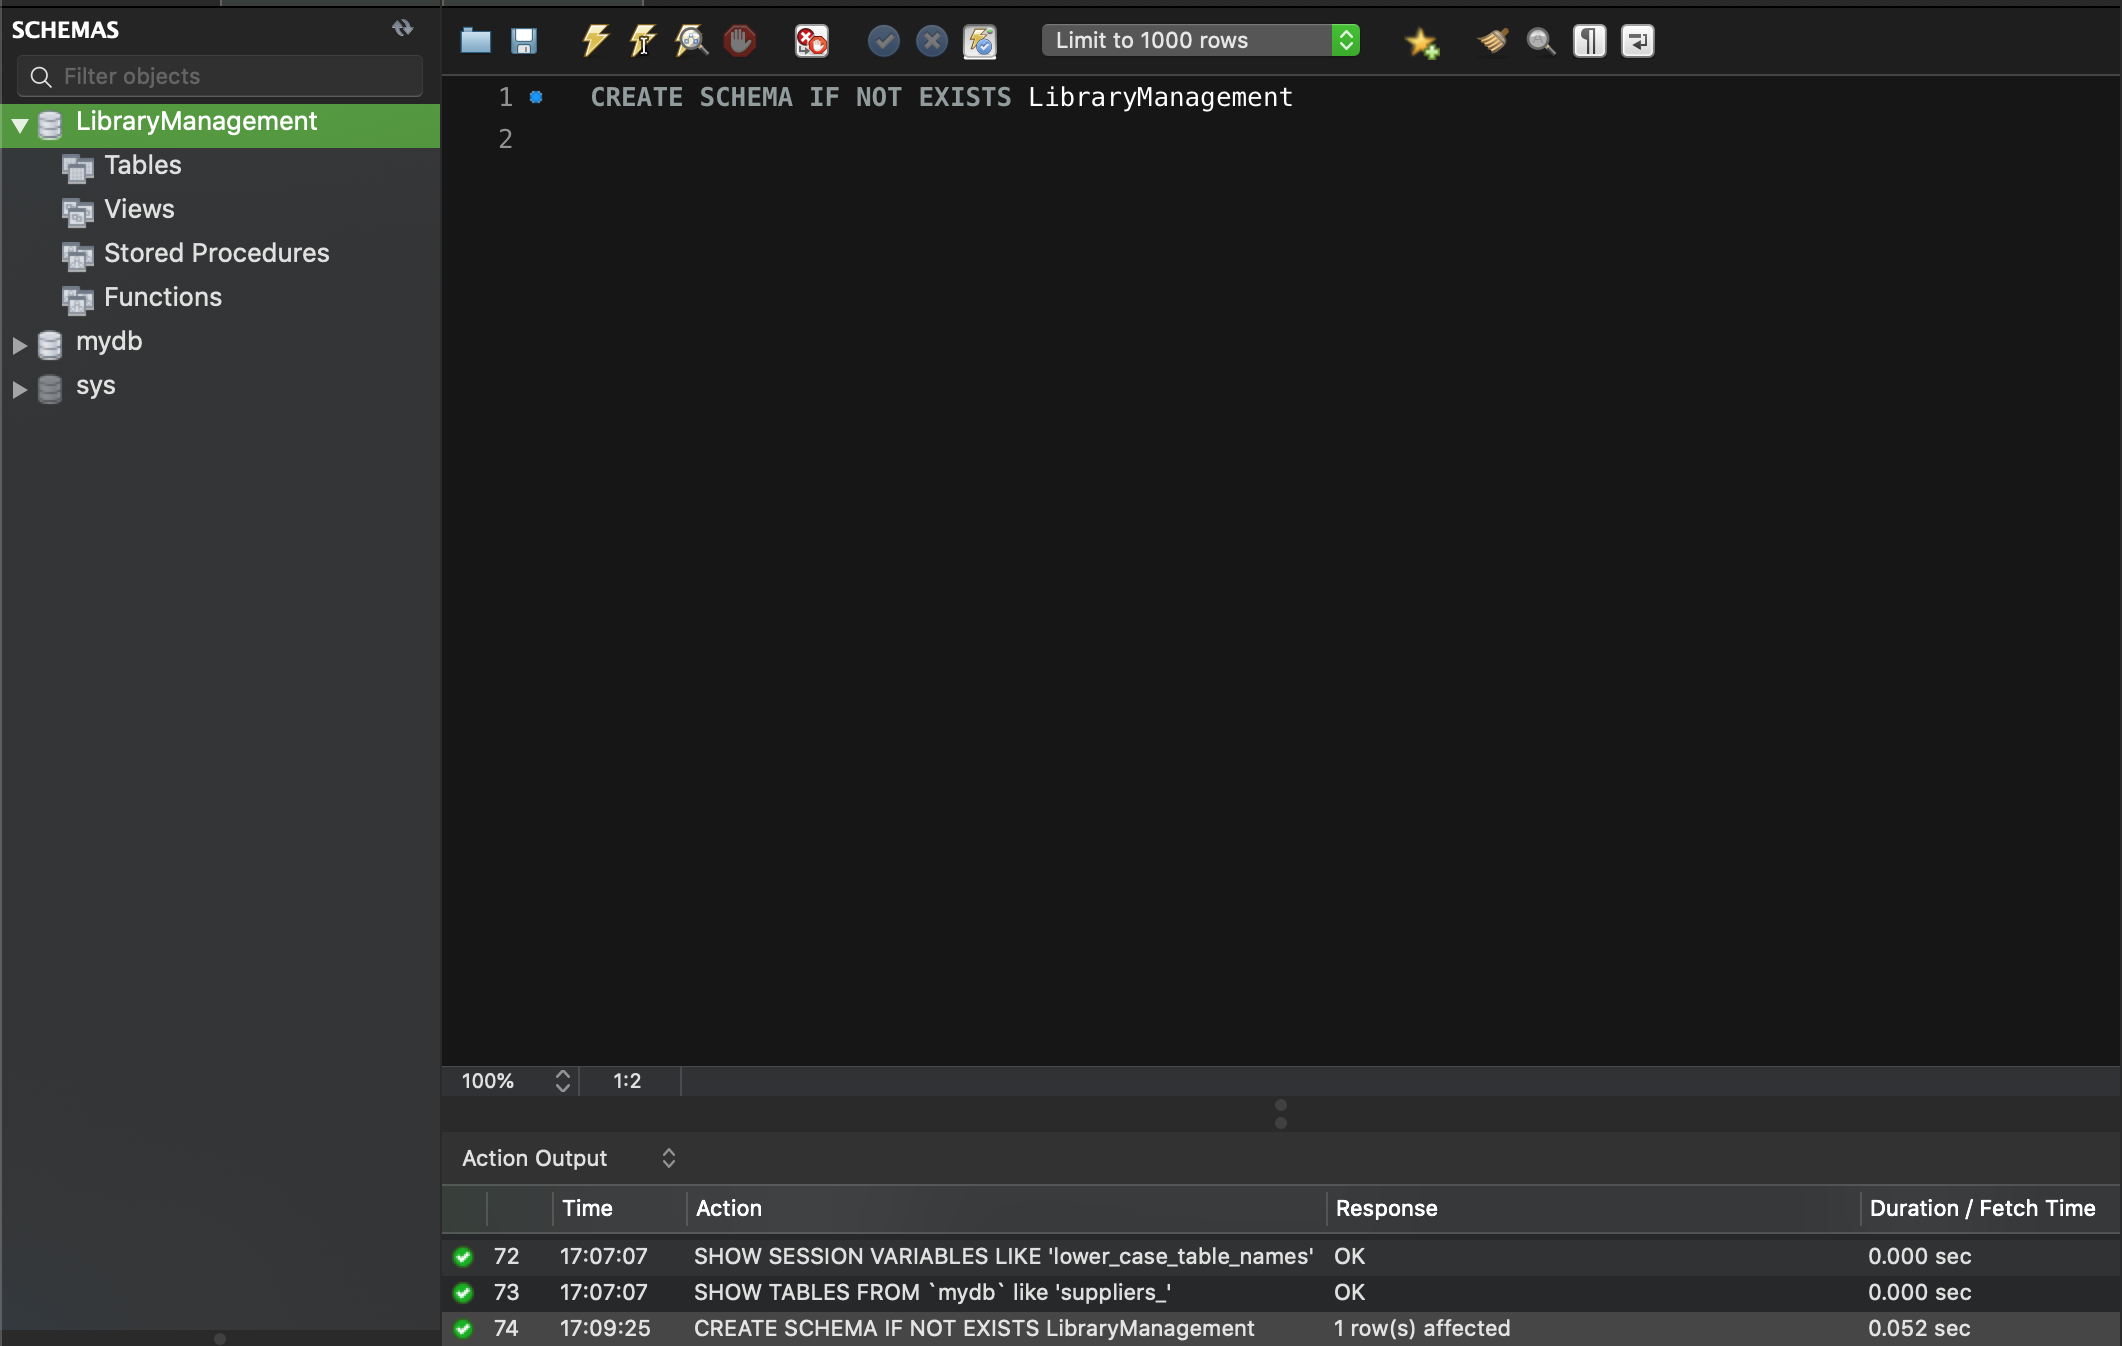 SCHEMAS
Filter objects
LibraryManagement
Tables
Views
Stored Procedures
Functions
mydb
sys
Limit to 1000 rows
1 CREATE SCHEMA IF NOT EXISTS LibraryManagement
2
100% 1:2
Action Output
Time Action Response Duration / Fetch Time
72 17:07:07 SHOW SESSION VARIABLES LIKE 'lower_case_table_names' OK 0.000 sec
73 17:07:07 SHOW TABLES FROM `mydb` like 'suppliers_' OK 0.000 sec
74 17:09:25 CREATE SCHEMA IF NOT EXISTS LibraryManagement 1 row(s) affected 0.052 sec